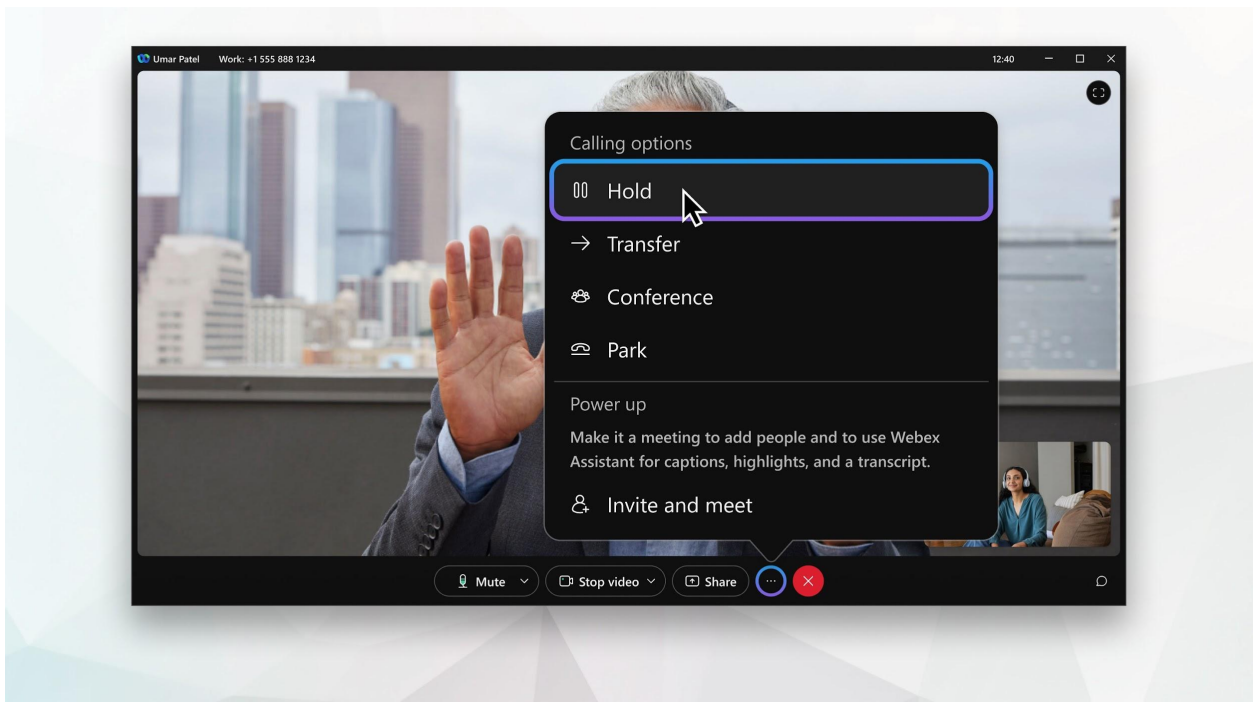 Umar Patel Work: +1 555 888 1234 12:40
Calling options
Hold
Transfer
Conference
Park
Power up
Make it a meeting to add people and to use Webex
Assistant for captions, highlights, and a transcript.
Invite and meet
Mute Stop video Share